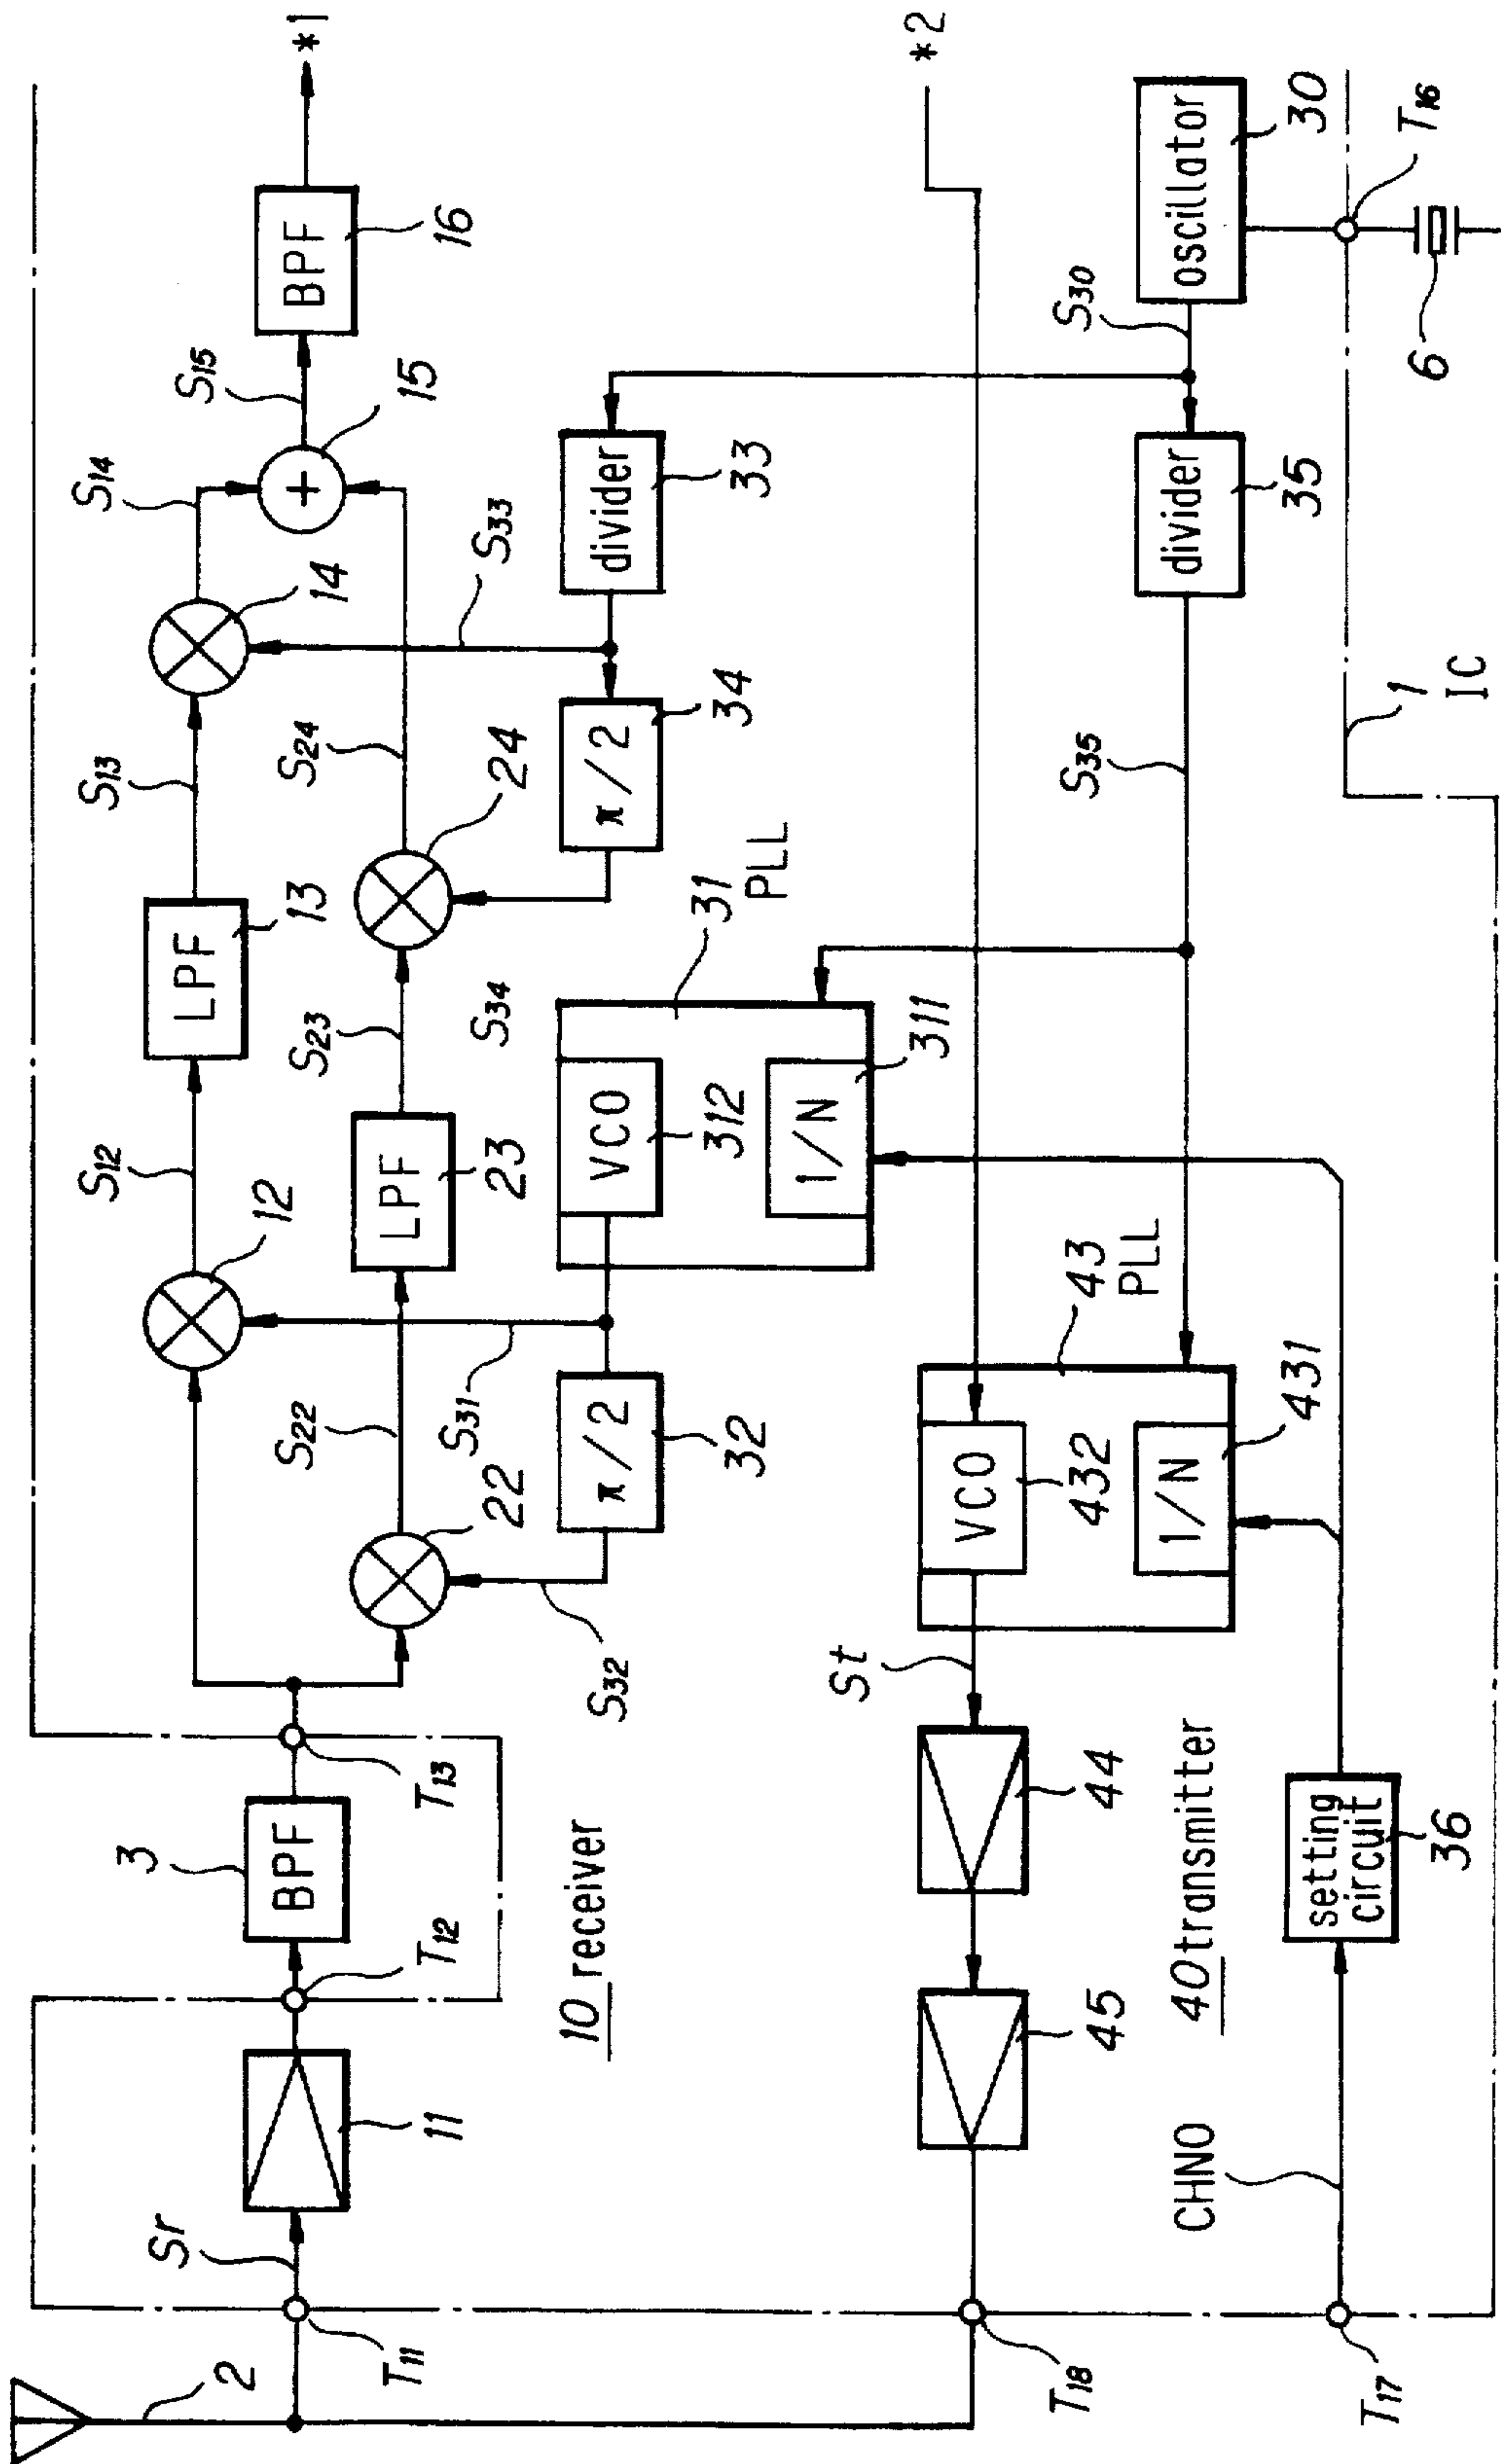 2
T11
Sr
11
T12
3
BPF
T13
10 receiver
12
S12
LPF
13
S13
14
S14
15
S15
BPF
16
*1
22
S22
LPF
23
S23
24
S24
S32
π/2
32
S31
VCO
312
1/N
311
31
PLL
S34
π/2
34
S33
divider
33
*2
T18
45
44
St
VCO
432
1/N
431
43
PLL
40 transmitter
S35
divider
35
S30
oscillator
30
T17
CHNO
setting
circuit
36
1
IC
6
T16